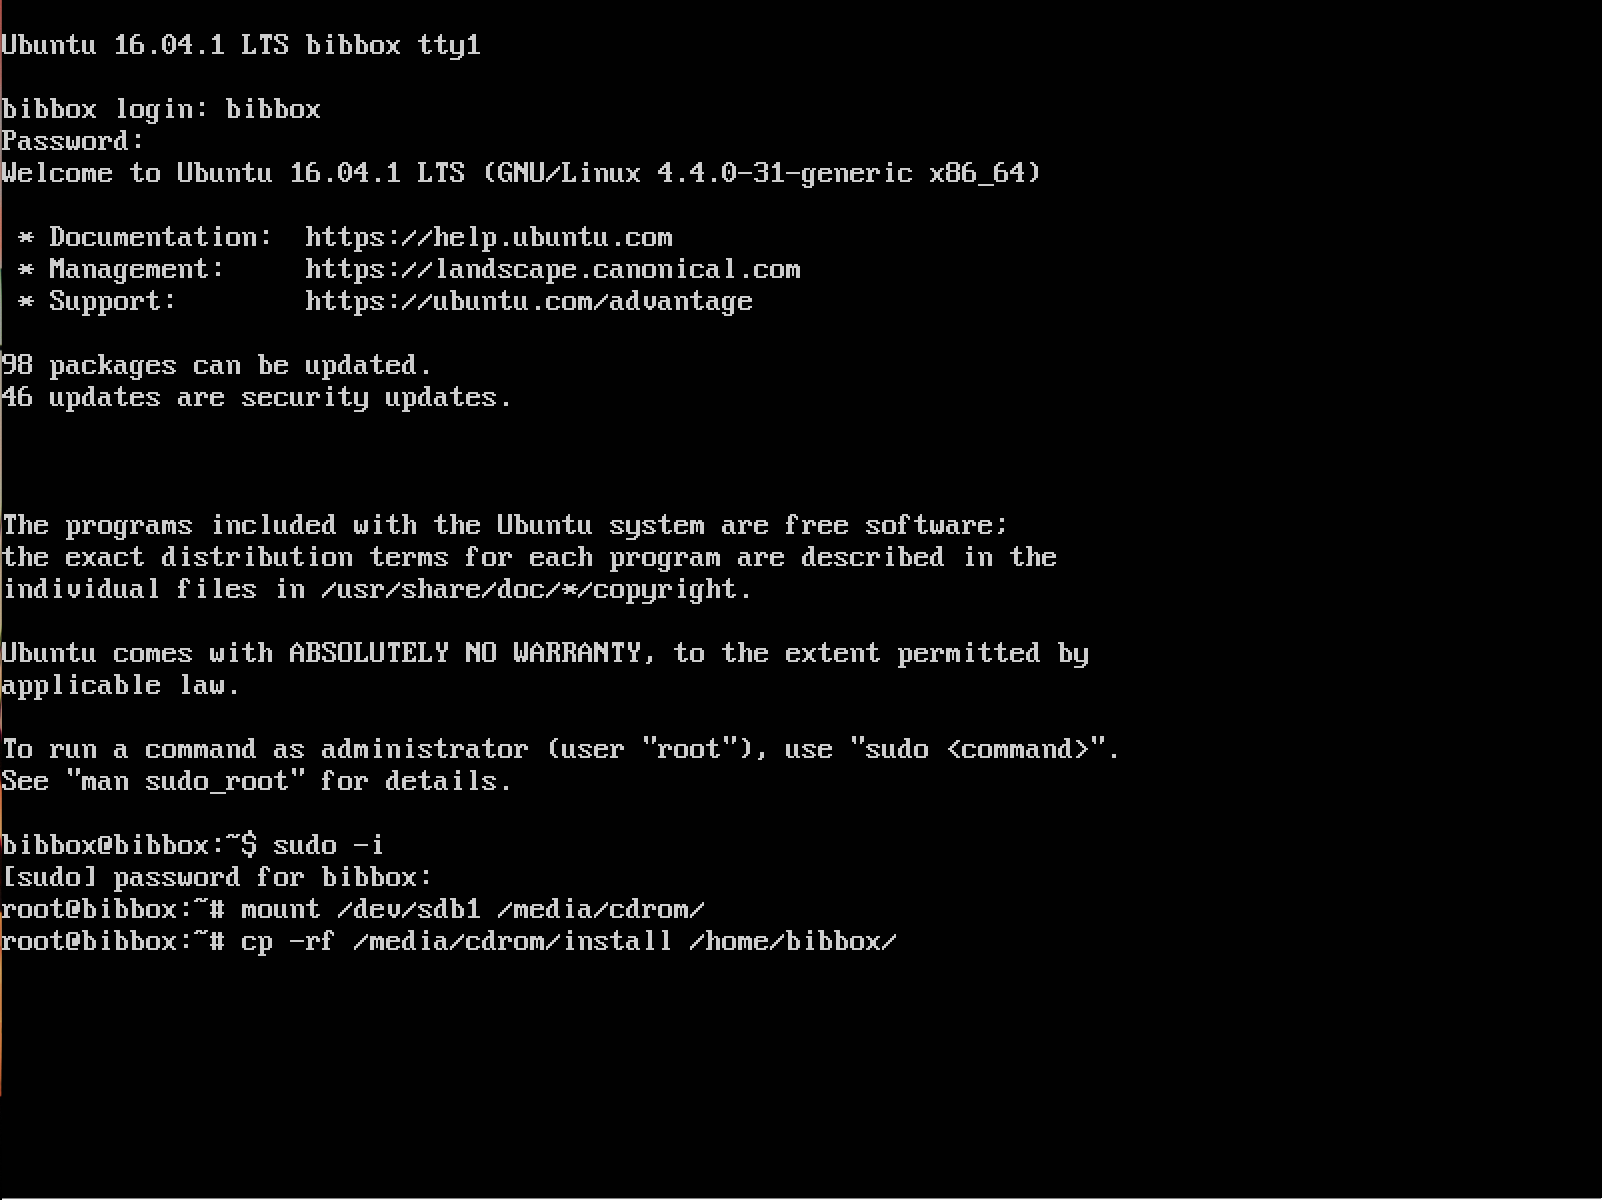 Ubuntu 16.04.1 LTS bibbox tty1
bibbox login: bibbox
Password:
Welcome to Ubuntu 16.04.1 LTS (GNU/Linux 4.4.0-31-generic x86_64)
 * Documentation:  https://help.ubuntu.com
 * Management:     https://landscape.canonical.com
 * Support:        https://ubuntu.com/advantage
98 packages can be updated.
46 updates are security updates.
The programs included with the Ubuntu system are free software;
the exact distribution terms for each program are described in the
individual files in /usr/share/doc/*/copyright.
Ubuntu comes with ABSOLUTELY NO WARRANTY, to the extent permitted by
applicable law.
To run a command as administrator (user "root"), use "sudo <command>".
See "man sudo_root" for details.
bibbox@bibbox:~$ sudo -i
[sudo] password for bibbox:
root@bibbox:~# mount /dev/sdb1 /media/cdrom/
root@bibbox:~# cp -rf /media/cdrom/install /home/bibbox/